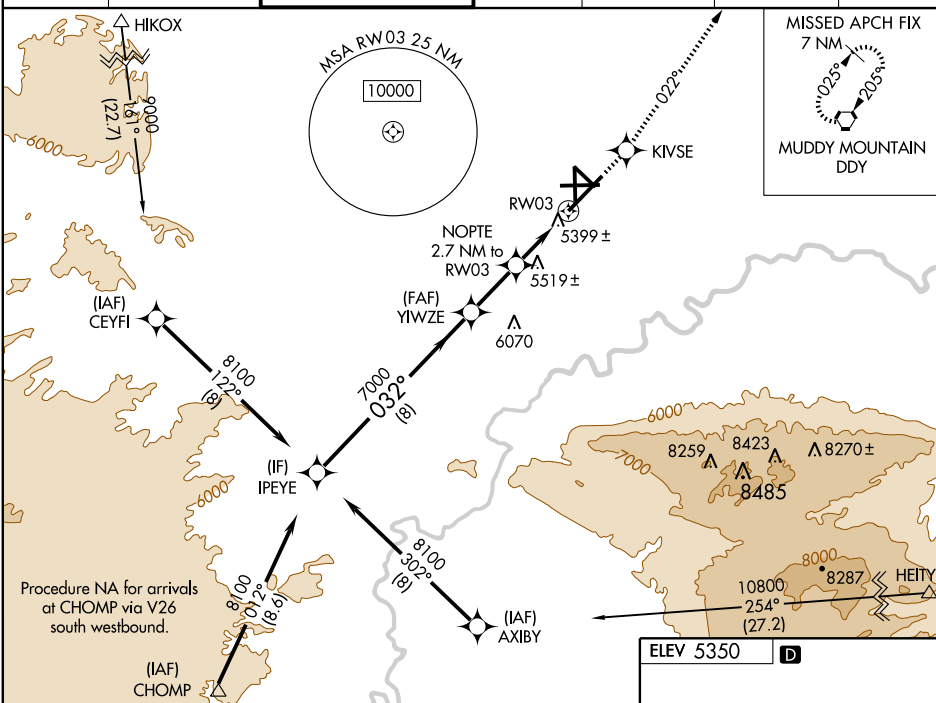 HIKOX
9000
161°
(22.7)
6000
MSA RW03 25 NM
10000
022°
KIVSE
MISSED APCH FIX
7 NM
025°
205°
MUDDY MOUNTAIN
DDY
RW03
5399 ±
NOPTE
2.7 NM to
RW03
5519 ±
(FAF)
YIWZE
6070
(IAF)
CEYFI
8100
122°
(8)
7000
032°
(8)
(IF)
IPEYE
6000
6000
7000
8259
8423
8270 ±
8485
8000
8287
HEITY
10800
254°
(27.2)
8100
302°
(8)
(IAF)
AXIBY
Procedure NA for arrivals
at CHOMP via V26
south westbound.
8100
012°
(8.6)
(IAF)
CHOMP
ELEV 5350
D